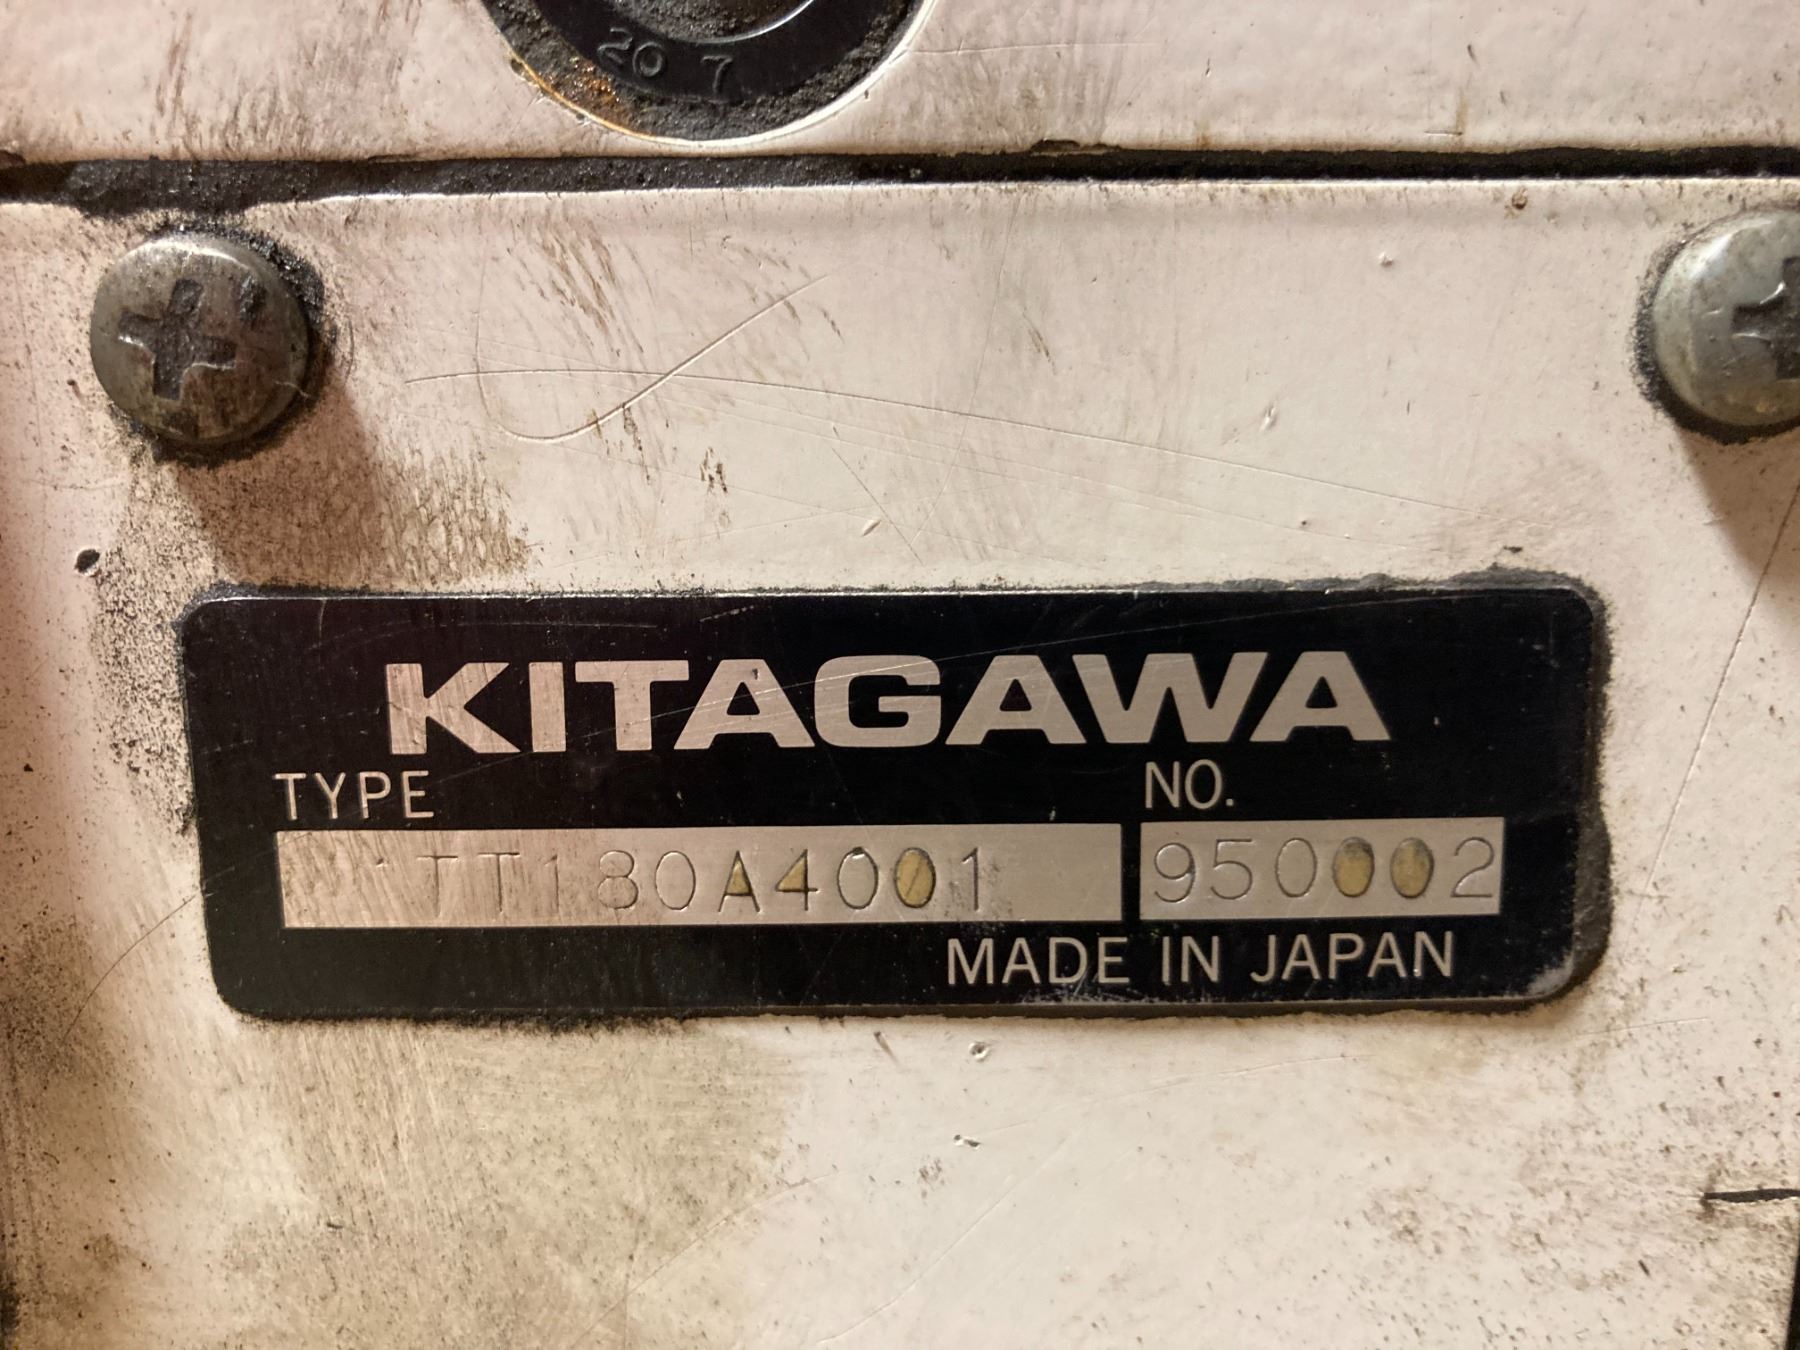 20 7
KITAGAWA
TYPE NO.
TT180A4001 950002
MADE IN JAPAN